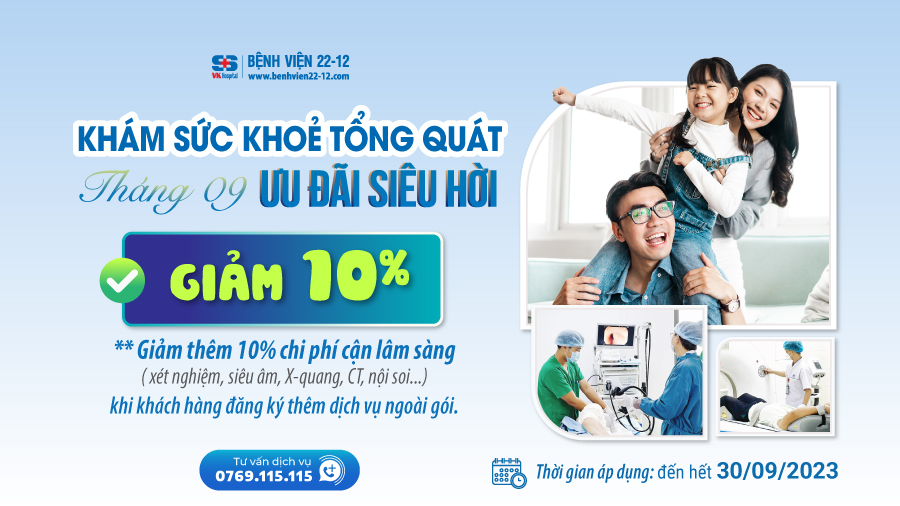 BỆNH VIỆN 22-12
VK Hospital
www.benhvien22-12.com
KHÁM SỨC KHOẺ TỔNG QUÁT
Tháng 09 ƯU ĐÃI SIÊU HỜI
GIẢM 10%
** Giảm thêm 10% chi phí cận lâm sàng
( xét nghiệm, siêu âm, X-quang, CT, nội soi...)
khi khách hàng đăng ký thêm dịch vụ ngoài gói.
Tư vấn dịch vụ
0769.115.115
Thời gian áp dụng: đến hết 30/09/2023